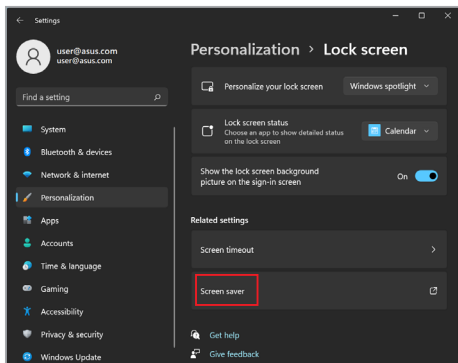 Settings
user@asus.com
user@asus.com
Find a setting
System
Bluetooth & devices
Network & internet
Personalization
Apps
Accounts
Time & language
Gaming
Accessibility
Privacy & security
Windows Update
Personalization > Lock screen
Personalize your lock screen
Windows spotlight
Lock screen status
Choose an app to show detailed status
on the lock screen
Calendar
Show the lock screen background
picture on the sign-in screen
On
Related settings
Screen timeout
Screen saver
Get help
Give feedback